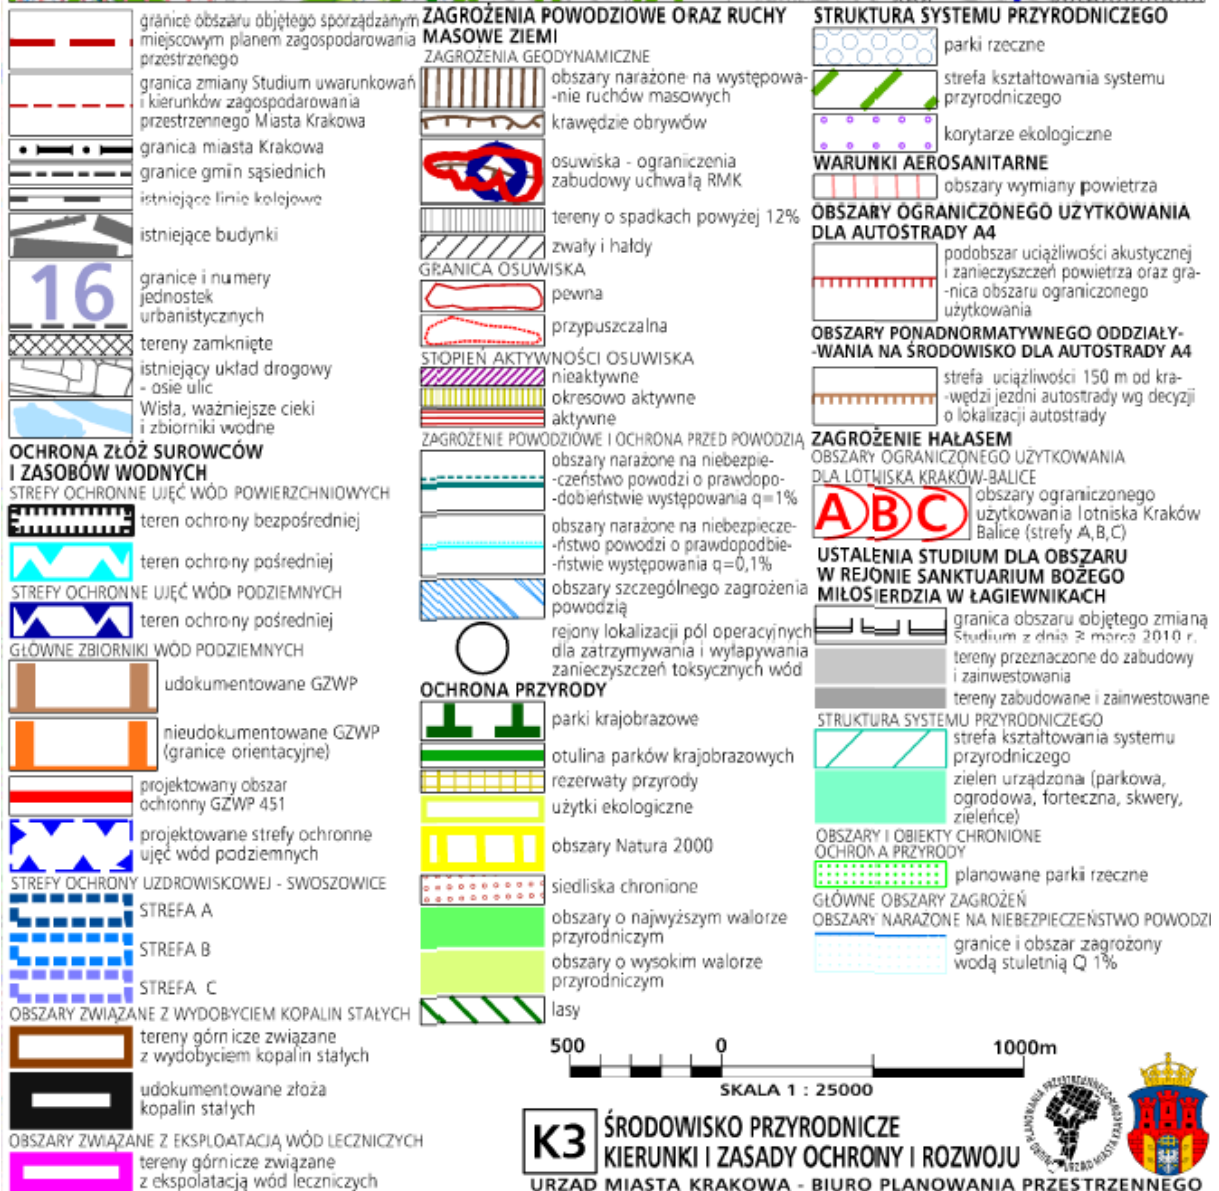 granice obszaru objętego sporządzanym
miejscowym planem zagospodarowania
przestrzenego
granica zmiany Studium uwarunkowań
i kierunków zagospodarowania
przestrzennego Miasta Krakowa
granica miasta Krakowa
granice gmin sąsiednich
istniejące linie kolejowe
istniejące budynki
16
granice i numery
jednostek
urbanistycznych
tereny zamknięte
istniejący układ drogowy
- osie ulic
Wisła, ważniejsze cieki
i zbiorniki wodne
OCHRONA ZŁÓŻ SUROWCÓW
I ZASOBÓW WODNYCH
STREFY OCHRONNE UJĘĆ WÓD POWIERZCHNIOWYCH
teren ochrony bezpośredniej
teren ochrony pośredniej
STREFY OCHRONNE UJĘĆ WÓD PODZIEMNYCH
teren ochrony pośredniej
GŁÓWNE ZBIORNIKI WÓD PODZIEMNYCH
udokumentowane GZWP
nieudokumentowane GZWP
(granice orientacyjne)
projektowany obszar
ochronny GZWP 451
projektowane strefy ochronne
ujęć wód podziemnych
STREFY OCHRONY UZDROWISKOWEJ - SWOSZOWICE
STREFA A
STREFA B
STREFA C
OBSZARY ZWIĄZANE Z WYDOBYCIEM KOPALIN STAŁYCH
tereny górnicze związane
z wydobyciem kopalin stałych
udokumentowane złoża
kopalin stałych
OBSZARY ZWIĄZANE Z EKSPLOATACJĄ WÓD LECZNICZYCH
tereny górnicze związane
z ekspolatacją wód leczniczych
ZAGROŻENIA POWODZIOWE ORAZ RUCHY
MASOWE ZIEMI
ZAGROŻENIA GEODYNAMICZNE
obszary narażone na występowa-
-nie ruchów masowych
krawędzie obrywów
osuwiska - ograniczenia
zabudowy uchwałą RMK
tereny o spadkach powyżej 12%
zwały i hałdy
GRANICA OSUWISKA
pewna
przypuszczalna
STOPIEŃ AKTYWNOŚCI OSUWISKA
nieaktywne
okresowo aktywne
aktywne
ZAGROŻENIE POWODZIOWE I OCHRONA PRZED POWODZIĄ
obszary narażone na niebezpie-
-czeństwo powodzi o prawdopo-
-dobieństwie występowania q=1%
obszary narażone na niebezpiecze-
-ństwo powodzi o prawdopodbie-
-ństwie występowania q=0,1%
obszary szczególnego zagrożenia
powodzią
rejony lokalizacji pól operacyjnych
dla zatrzymywania i wyłapywania
zanieczyszczeń toksycznych wód
OCHRONA PRZYRODY
parki krajobrazowe
otulina parków krajobrazowych
rezerwaty przyrody
użytki ekologiczne
obszary Natura 2000
siedliska chronione
obszary o najwyższym walorze
przyrodniczym
obszary o wysokim walorze
przyrodniczym
lasy
STRUKTURA SYSTEMU PRZYRODNICZEGO
parki rzeczne
strefa kształtowania systemu
przyrodniczego
korytarze ekologiczne
WARUNKI AEROSANITARNE
obszary wymiany powietrza
OBSZARY OGRANICZONEGO UŻYTKOWANIA
DLA AUTOSTRADY A4
podobszar uciążliwości akustycznej
i zanieczyszczeń powietrza oraz gra-
-nica obszaru ograniczonego
użytkowania
OBSZARY PONADNORMATYWNEGO ODDZIAŁY-
-WANIA NA ŚRODOWISKO DLA AUTOSTRADY A4
strefa uciążliwości 150 m od kra-
-wędzi jezdni autostrady wg decyzji
o lokalizacji autostrady
ZAGROŻENIE HAŁASEM
OBSZARY OGRANICZONEGO UŻYTKOWANIA
DLA LOTNISKA KRAKÓW-BALICE
A B C
obszary ograniczonego
użytkowania lotniska Kraków
Balice (strefy A,B,C)
USTALENIA STUDIUM DLA OBSZARU
W REJONIE SANKTUARIUM BOŻEGO
MIŁOSIERDZIA W ŁAGIEWNIKACH
granica obszaru objętego zmianą
Studium z dnia 3 marca 2010 r.
tereny przeznaczone do zabudowy
i zainwestowania
tereny zabudowane i zainwestowane
STRUKTURA SYSTEMU PRZYRODNICZEGO
strefa kształtowania systemu
przyrodniczego
zieleń urządzona (parkowa,
ogrodowa, forteczna, skwery,
zieleńce)
OBSZARY I OBIEKTY CHRONIONE
OCHRONA PRZYRODY
planowane parkii rzeczne
GŁÓWNE OBSZARY ZAGROŻEŃ
OBSZARY NARAŻONE NA NIEBEZPIECZEŃSTWO POWODZI
granice i obszar zagrożony
wodą stuletnią Q 1%
500 0 1000m
SKALA 1 : 25000
K3
ŚRODOWISKO PRZYRODNICZE
KIERUNKI I ZASADY OCHRONY I ROZWOJU
URZĄD MIASTA KRAKOWA - BIURO PLANOWANIA PRZESTRZENNEGO